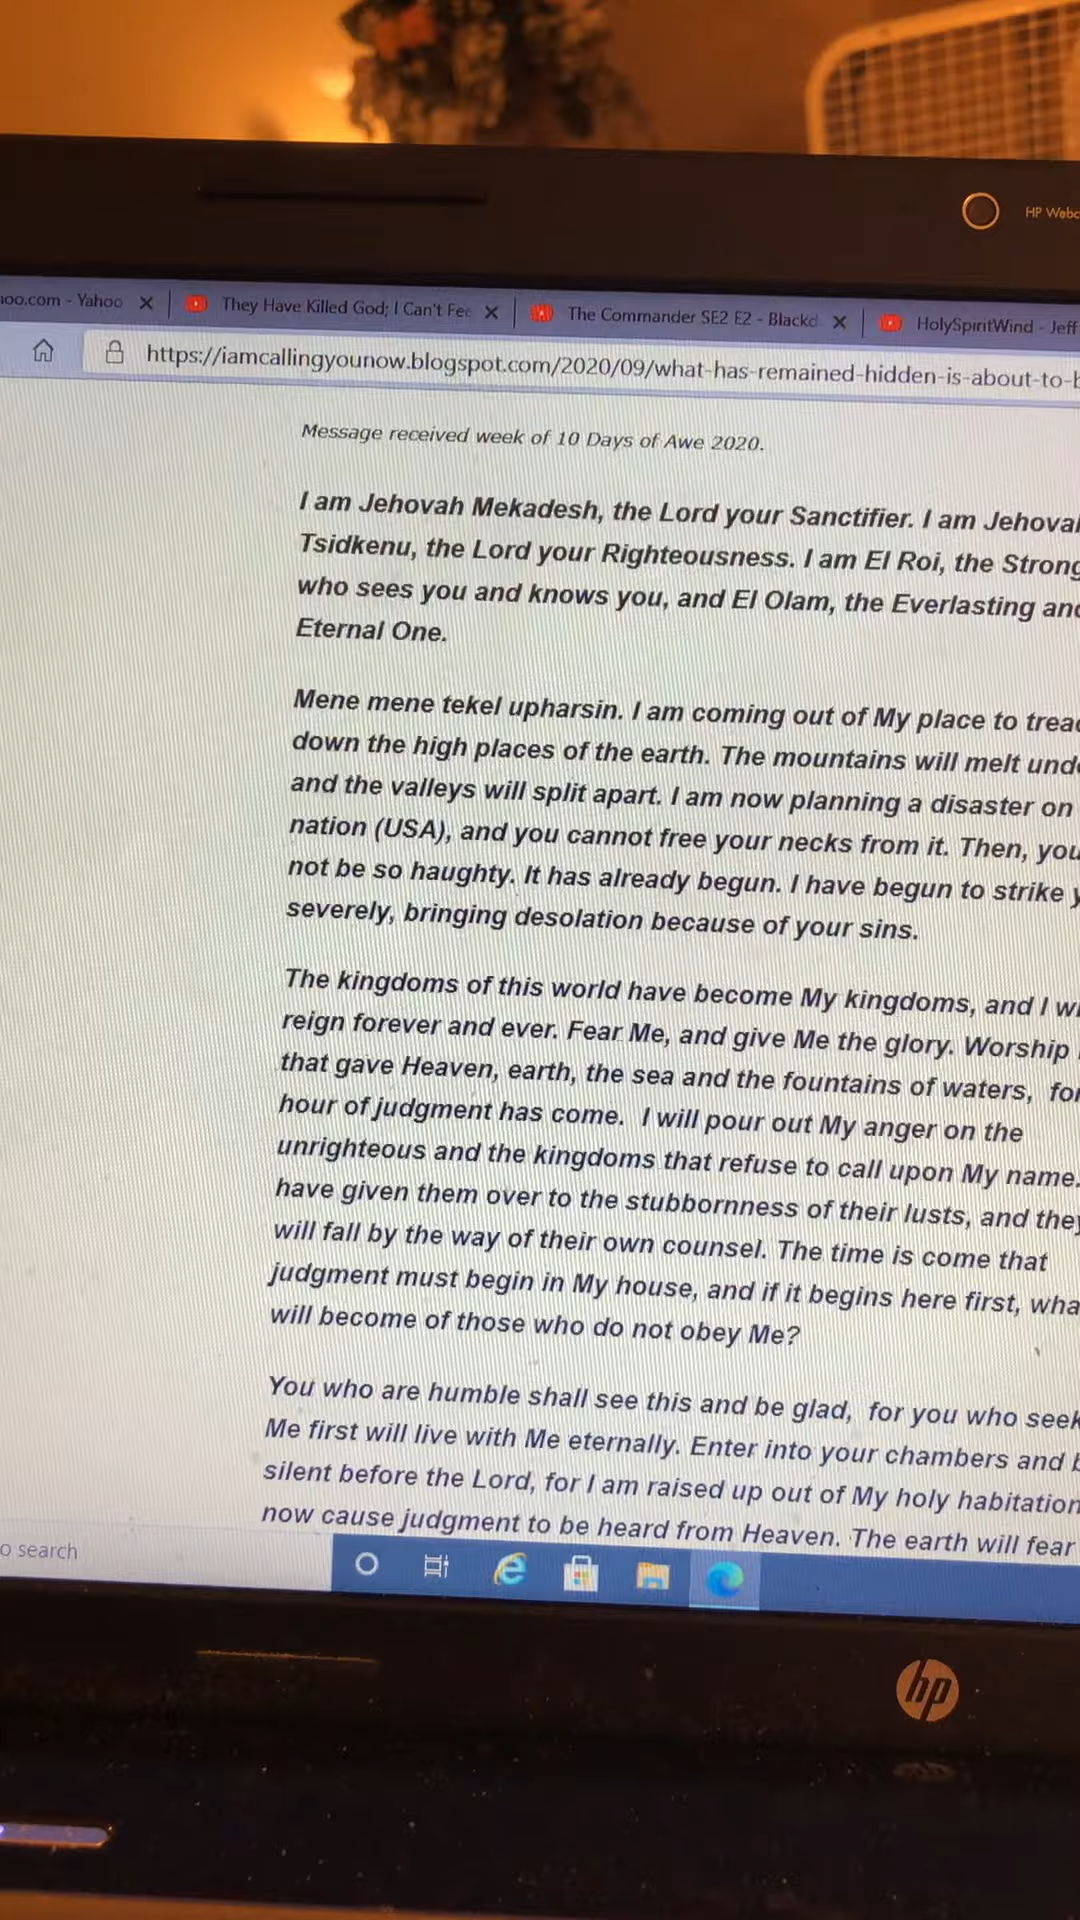 HP Webc
hoo.com - Yahoo
They Have Killed God; I Can't Fee
The Commander SE2 E2 - Blackd
HolySpiritWind - Jeff
https://iamcallingyounow.blogspot.com/2020/09/what-has-remained-hidden-is-about-to-b
Message received week of 10 Days of Awe 2020.
I am Jehovah Mekadesh, the Lord your Sanctifier. I am Jehovah
Tsidkenu, the Lord your Righteousness. I am El Roi, the Strong
who sees you and knows you, and El Olam, the Everlasting and
Eternal One.
Mene mene tekel upharsin. I am coming out of My place to tread
down the high places of the earth. The mountains will melt unde
and the valleys will split apart. I am now planning a disaster on
nation (USA), and you cannot free your necks from it. Then, you
not be so haughty. It has already begun. I have begun to strike y
severely, bringing desolation because of your sins.
The kingdoms of this world have become My kingdoms, and I wi
reign forever and ever. Fear Me, and give Me the glory. Worship
that gave Heaven, earth, the sea and the fountains of waters, for
hour of judgment has come. I will pour out My anger on the
unrighteous and the kingdoms that refuse to call upon My name.
have given them over to the stubbornness of their lusts, and they
will fall by the way of their own counsel. The time is come that
judgment must begin in My house, and if it begins here first, wha
will become of those who do not obey Me?
You who are humble shall see this and be glad, for you who seek
Me first will live with Me eternally. Enter into your chambers and b
silent before the Lord, for I am raised up out of My holy habitation
now cause judgment to be heard from Heaven. The earth will fear
o search
hp